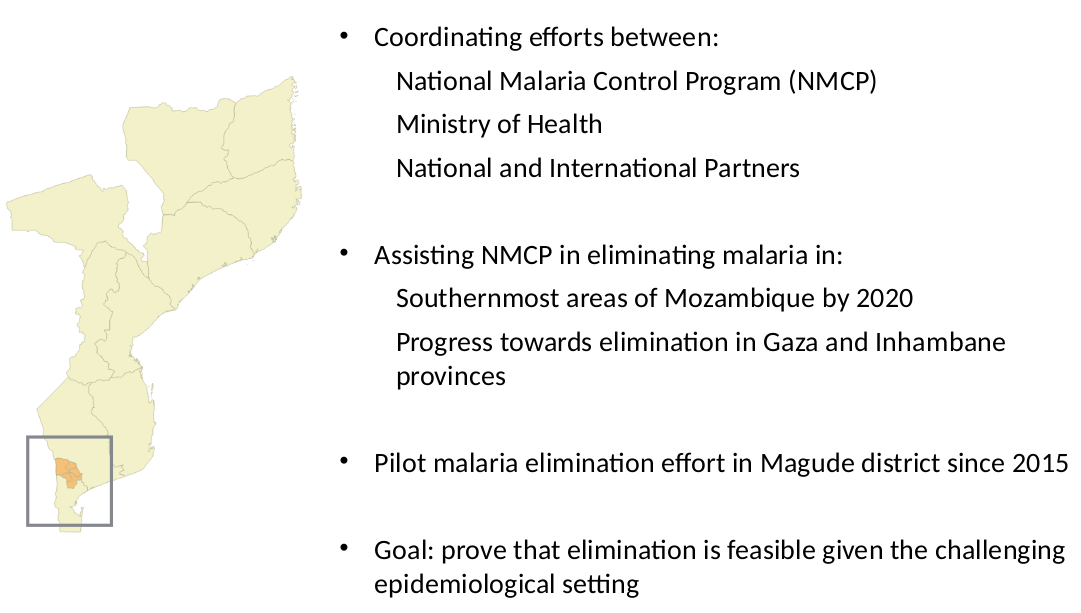 • Coordinating efforts between:
National Malaria Control Program (NMCP)
Ministry of Health
National and International Partners
• Assisting NMCP in eliminating malaria in:
Southernmost areas of Mozambique by 2020
Progress towards elimination in Gaza and Inhambane
provinces
• Pilot malaria elimination effort in Magude district since 2015
• Goal: prove that elimination is feasible given the challenging
epidemiological setting